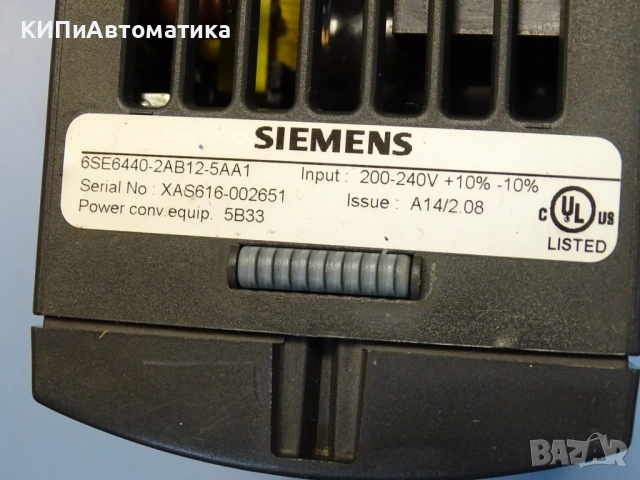 КИПиАвтоматика
SIEMENS
6SE6440-2AB12-5AA1
Input : 200-240V +10% -10%
Serial No : XAS616-002651
Issue : A14/2.08
Power conv.equip. 5B33
C UL US
LISTED
BAZAR